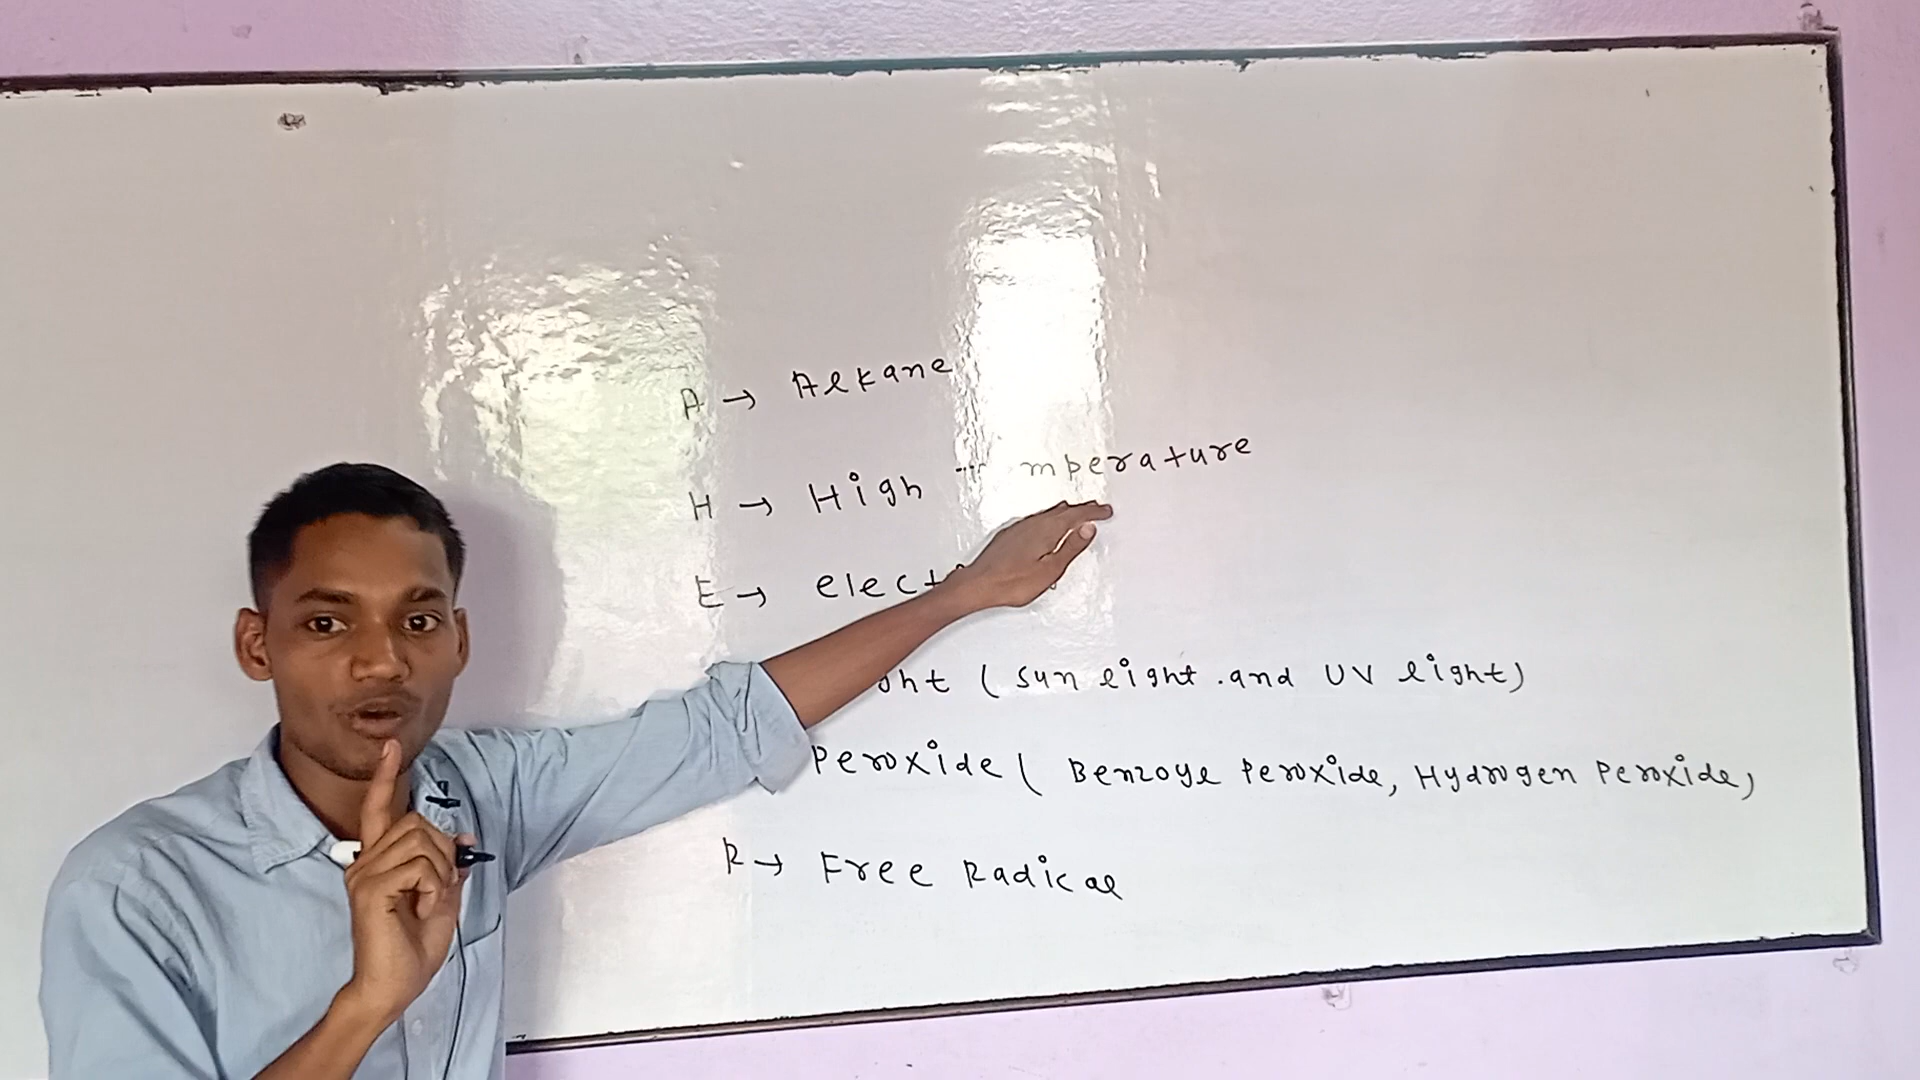 A → Alkane
H → High mperature
E → elect
ght ( sun light . and UV light )
Peroxide ( Benzoyl Peroxide, Hydrogen Peroxide, )
R → Free Radical